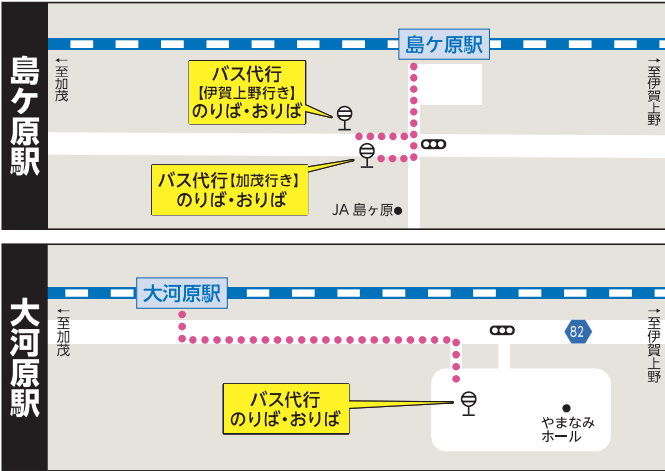 島ヶ原駅
島ケ原駅
←至加茂
→至伊賀上野
バス代行
【伊賀上野行き】
のりば・おりば
バス代行【加茂行き】
のりば・おりば
JA 島ヶ原
大河原駅
大河原駅
←至加茂
→至伊賀上野
82
バス代行
のりば・おりば
やまなみ
ホール